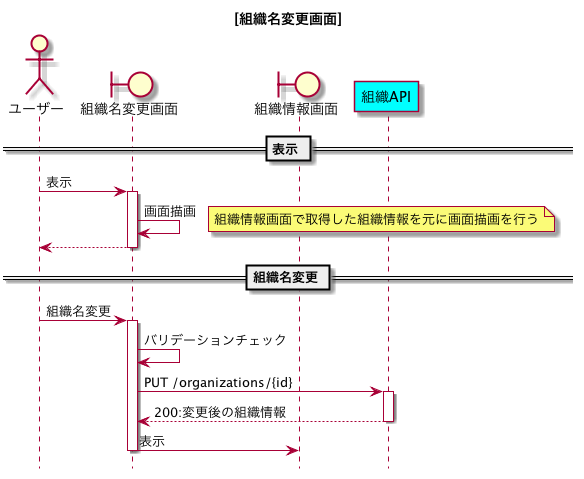 [組織名変更画面]
ユーザー
組織名変更画面
組織情報画面
組織API
表示
表示
画面描画
組織情報画面で取得した組織情報を元に画面描画を行う
組織名変更
組織名変更
バリデーションチェック
PUT /organizations/{id}
200:変更後の組織情報
表示